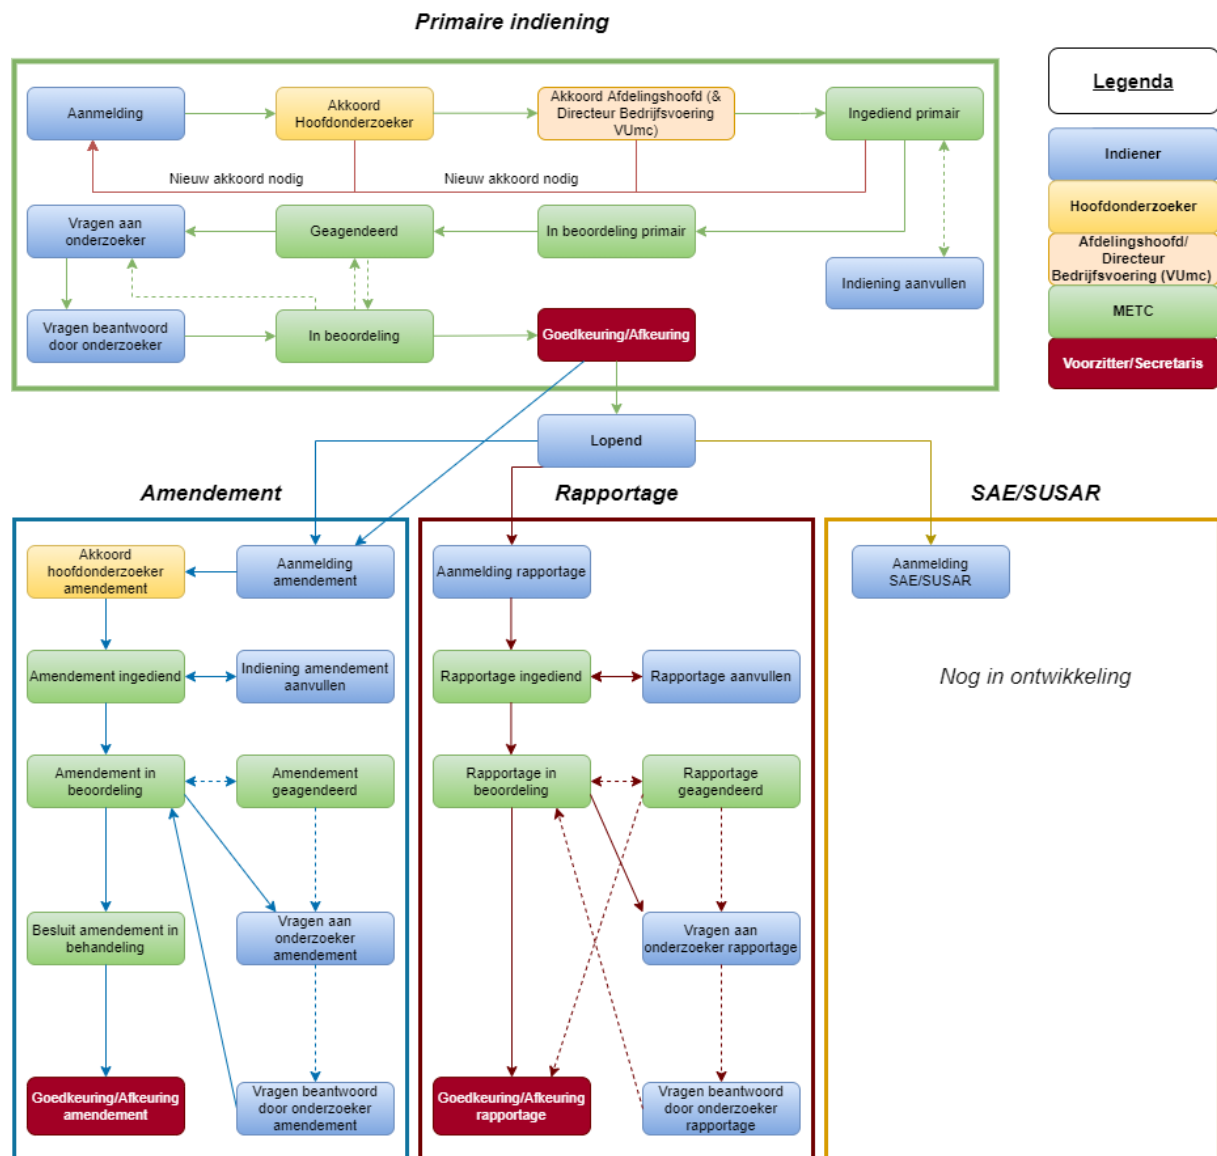 Primaire indiening
Aanmelding
Akkoord
Hoofdonderzoeker
Akkoord Afdelingshoofd (&
Directeur Bedrijfsvoering
VUmc)
Ingediend primair
Nieuw akkoord nodig
Nieuw akkoord nodig
Vragen aan
onderzoeker
Geagendeerd
In beoordeling primair
Indiening aanvullen
Vragen beantwoord
door onderzoeker
In beoordeling
Goedkeuring/Afkeuring
Legenda
Indiener
Hoofdonderzoeker
Afdelingshoofd/
Directeur
Bedrijfsvoering (VUmc)
METC
Voorzitter/Secretaris
Lopend
Amendement
Akkoord
hoofdonderzoeker
amendement
Aanmelding
amendement
Amendement ingediend
Indiening amendement
aanvullen
Amendement in
beoordeling
Amendement
geagendeerd
Besluit amendement in
behandeling
Vragen aan
onderzoeker
amendement
Goedkeuring/Afkeuring
amendement
Vragen beantwoord
door onderzoeker
amendement
Rapportage
Aanmelding rapportage
Rapportage ingediend
Rapportage aanvullen
Rapportage in
beoordeling
Rapportage
geagendeerd
Vragen aan
onderzoeker rapportage
Goedkeuring/Afkeuring
rapportage
Vragen beantwoord
door onderzoeker
rapportage
SAE/SUSAR
Aanmelding
SAE/SUSAR
Nog in ontwikkeling